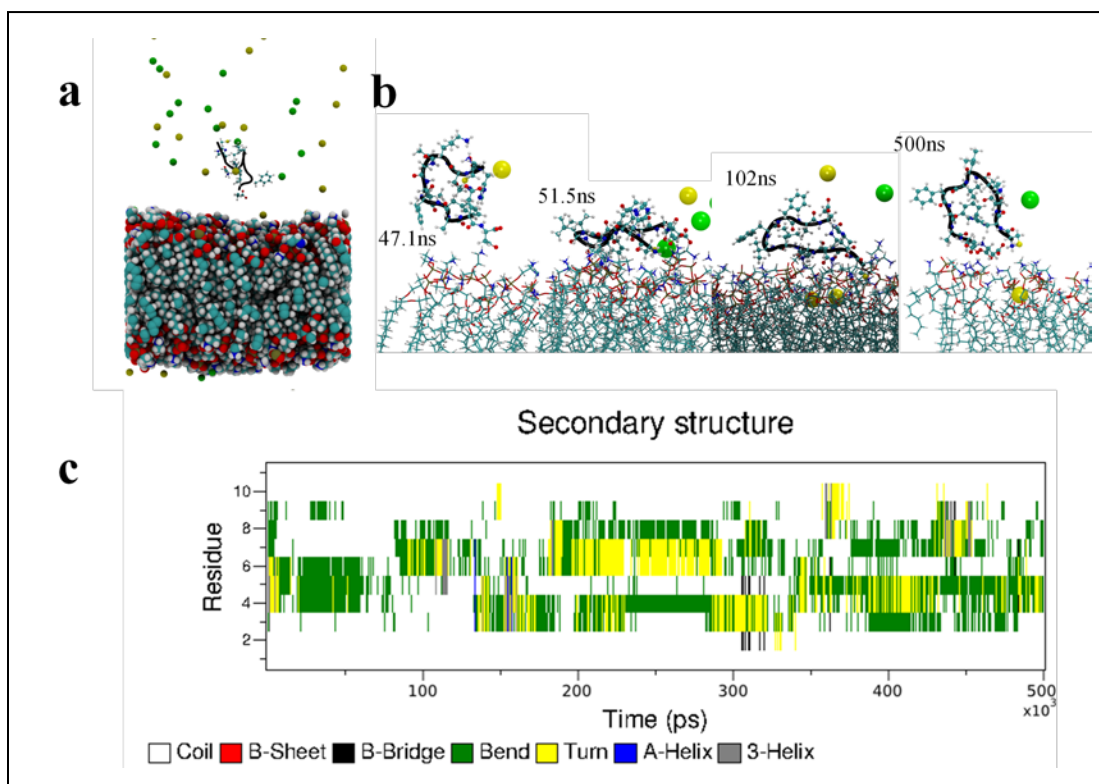 a
b
47.1ns
51.5ns
102ns
500ns
Secondary structure
c
Residue
10
8
6
4
2
100
200
300
400
500
x10³
Time (ps)
Coil B-Sheet B-Bridge Bend Turn A-Helix 3-Helix